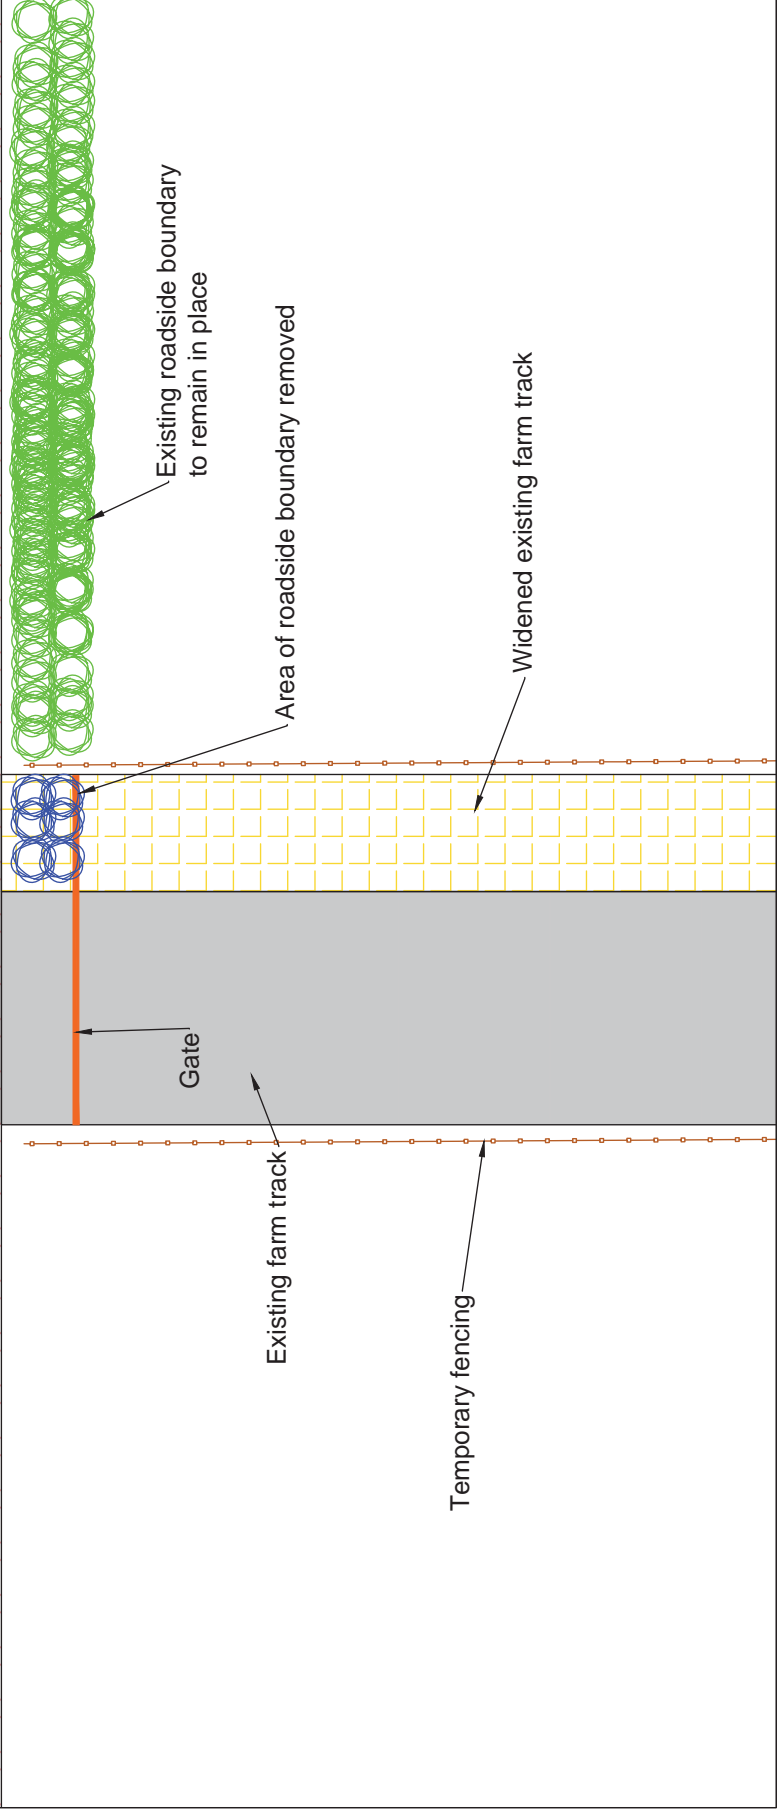 Existing roadside boundary
to remain in place
Area of roadside boundary removed
Widened existing farm track
Gate
Existing farm track
Temporary fencing